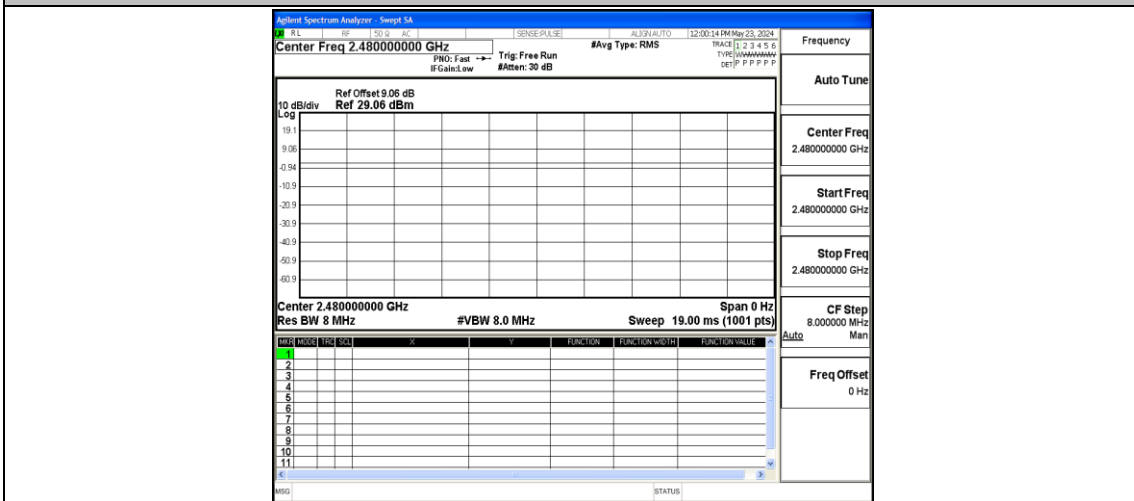 Agilent Spectrum Analyzer - Swept SA
RL RF 50 Ω AC SENSE:PULSE ALIGNAUTO 12:00:14 PM May 23, 2024
Center Freq 2.480000000 GHz
#Avg Type: RMS
TRACE 1 2 3 4 5 6
PNO: Fast
Trig: Free Run
TYPE
IFGain:Low
#Atten: 30 dB
DET P P P P P P
Ref Offset 9.06 dB
10 dB/div Ref 29.06 dBm
Log
19.1
9.06
-0.94
-10.9
-20.9
-30.9
-40.9
-50.9
-60.9
Center 2.480000000 GHz Span 0 Hz
Res BW 8 MHz #VBW 8.0 MHz Sweep 19.00 ms (1001 pts)
MKR MODE TRC SCL X Y FUNCTION FUNCTION WIDTH FUNCTION VALUE
1
2
3
4
5
6
7
8
9
10
11
MSG STATUS
Frequency
Auto Tune
Center Freq
2.480000000 GHz
Start Freq
2.480000000 GHz
Stop Freq
2.480000000 GHz
CF Step
8.000000 MHz
Auto Man
Freq Offset
0 Hz